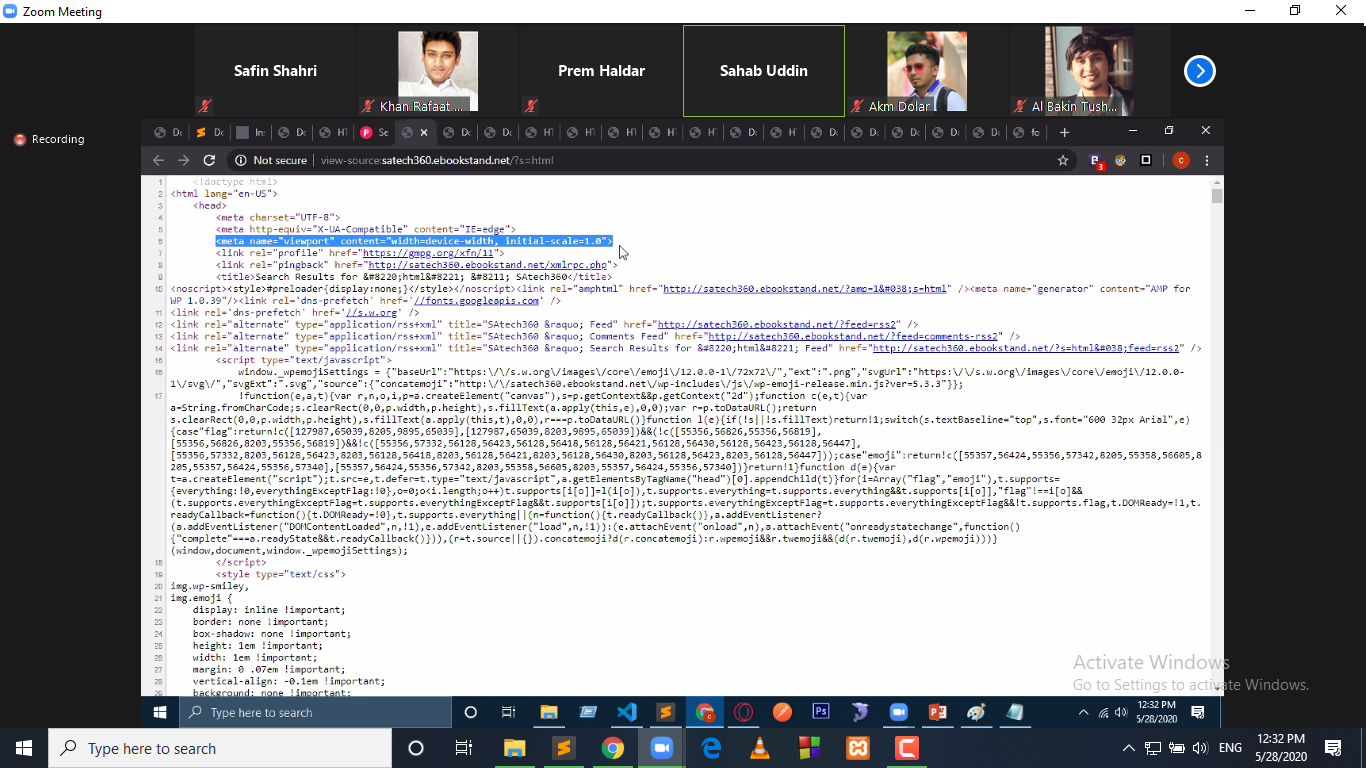 Zoom Meeting
Safin Shahri
Khan Rafaat ...
Prem Haldar
Sahab Uddin
Akm Dolar
Al Bakin Tush...
Recording
Not secure | view-source:satech360.ebookstand.net/?s=html
1 <!doctype html>
2 <html lang="en-US">
3 <head>
4 <meta charset="UTF-8">
5 <meta http-equiv="X-UA-Compatible" content="IE=edge">
6 <meta name="viewport" content="width=device-width, initial-scale=1.0">
7 <link rel="profile" href="https://gmpg.org/xfn/11">
8 <link rel="pingback" href="http://satech360.ebookstand.net/xmlrpc.php">
9 <title>Search Results for &#8220;html&#8221; &#8211; SAtech360</title>
10 <noscript><style>#preloader{display:none;}</style></noscript><link rel="amphtml" href="http://satech360.ebookstand.net/?amp=1&#038;s=html" /><meta name="generator" content="AMP for
WP 1.0.39"/><link rel='dns-prefetch' href='//fonts.googleapis.com' />
11 <link rel='dns-prefetch' href='//s.w.org' />
12 <link rel="alternate" type="application/rss+xml" title="SAtech360 &raquo; Feed" href="http://satech360.ebookstand.net/?feed=rss2" />
13 <link rel="alternate" type="application/rss+xml" title="SAtech360 &raquo; Comments Feed" href="http://satech360.ebookstand.net/?feed=comments-rss2" />
14 <link rel="alternate" type="application/rss+xml" title="SAtech360 &raquo; Search Results for &#8220;html&#8221; Feed" href="http://satech360.ebookstand.net/?s=html&#038;feed=rss2" />
15 <script type="text/javascript">
16 window._wpemojiSettings = {"baseUrl":"https:\/\/s.w.org\/images\/core\/emoji\/12.0.0-1\/72x72\/","ext":".png","svgUrl":"https:\/\/s.w.org\/images\/core\/emoji\/12.0.0-
1\/svg\/","svgExt":".svg","source":{"concatemoji":"http:\/\/satech360.ebookstand.net\/wp-includes\/js\/wp-emoji-release.min.js?ver=5.3.3"}};
17 !function(e,a,t){var r,n,o,i,p=a.createElement("canvas"),s=p.getContext&&p.getContext("2d");function c(e,t){var
a=String.fromCharCode;s.clearRect(0,0,p.width,p.height),s.fillText(a.apply(this,e),0,0);var r=p.toDataURL();return
s.clearRect(0,0,p.width,p.height),s.fillText(a.apply(this,t),0,0),r===p.toDataURL()}function l(e){if(!s||!s.fillText)return!1;switch(s.textBaseline="top",s.font="600 32px Arial",e)
{case"flag":return!c([127987,65039,8205,9895,65039],[127987,65039,8203,9895,65039])&&(!c([55356,56826,55356,56819],
[55356,56826,8203,55356,56819])&&!c([55356,57332,56128,56423,56128,56418,56128,56421,56128,56430,56128,56423,56128,56447],
[55356,57332,8203,56128,56423,8203,56128,56418,8203,56128,56421,8203,56128,56430,8203,56128,56423,8203,56128,56447]));case"emoji":return!c([55357,56424,55356,57342,8205,55358,56605,8
205,55357,56424,55356,57340],[55357,56424,55356,57342,8203,55358,56605,8203,55357,56424,55356,57340])}return!1}function d(e){var
t=a.createElement("script");t.src=e,t.defer=t.type="text/javascript",a.getElementsByTagName("head")[0].appendChild(t)}for(i=Array("flag","emoji"),t.supports=
{everything:!0,everythingExceptFlag:!0},o=0;o<i.length;o++)t.supports[i[o]]=l(i[o]),t.supports.everything=t.supports.everything&&t.supports[i[o]],"flag"!==i[o]&&
(t.supports.everythingExceptFlag=t.supports.everythingExceptFlag&&t.supports[i[o]]);t.supports.everythingExceptFlag=t.supports.everythingExceptFlag&&!t.supports.flag,t.DOMReady=!1,t.
readyCallback=function(){t.DOMReady=!0},t.supports.everything||(n=function(){t.readyCallback()},a.addEventListener?
(a.addEventListener("DOMContentLoaded",n,!1),e.addEventListener("load",n,!1)):(e.attachEvent("onload",n),a.attachEvent("onreadystatechange",function()
{"complete"===a.readyState&&t.readyCallback()})),(r=t.source||{}).concatemoji?d(r.concatemoji):r.wpemoji&&r.twemoji&&(d(r.twemoji),d(r.wpemoji)))}
(window,document,window._wpemojiSettings);
18 </script>
19 <style type="text/css">
20 img.wp-smiley,
21 img.emoji {
22 display: inline !important;
23 border: none !important;
24 box-shadow: none !important;
25 height: 1em !important;
26 width: 1em !important;
27 margin: 0 .07em !important;
28 vertical-align: -0.1em !important;
29 background: none !important;
Activate Windows
Go to Settings to activate Windows.
Type here to search
12:32 PM
5/28/2020
Type here to search
ENG
12:32 PM
5/28/2020